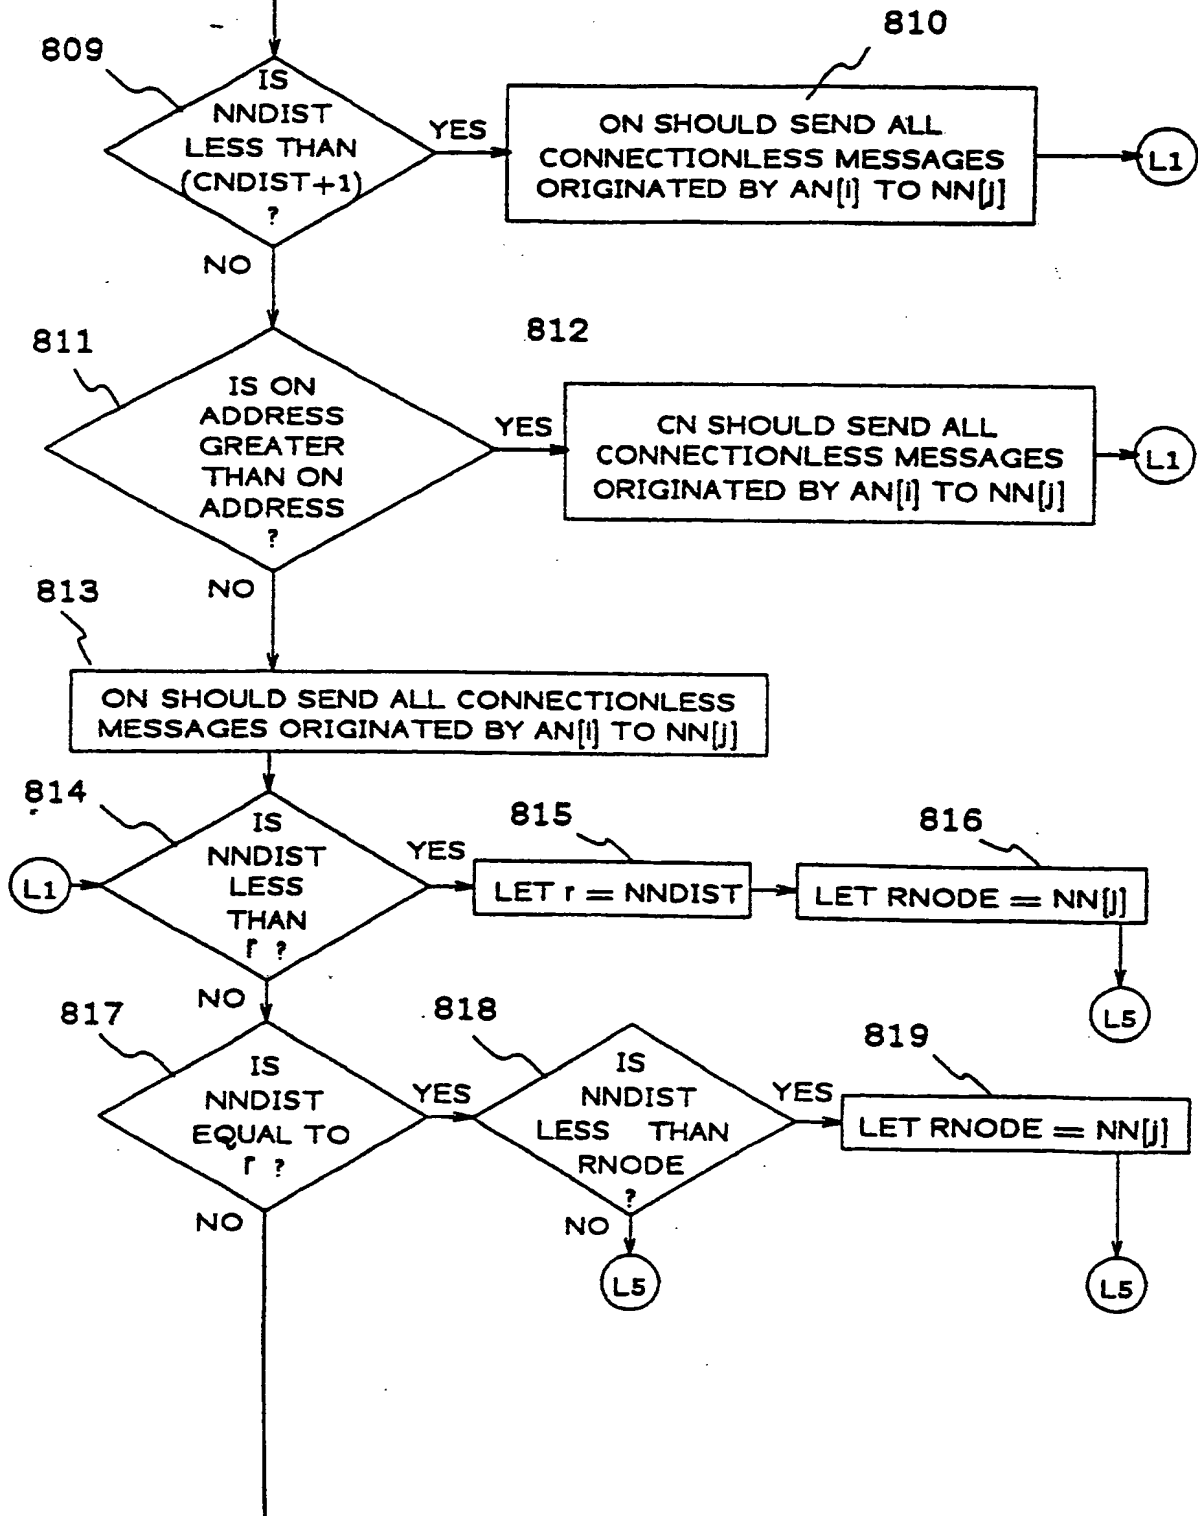 809
IS
NNDIST
LESS THAN
(CNDIST+1)
?
YES
NO
810
ON SHOULD SEND ALL
CONNECTIONLESS MESSAGES
ORIGINATED BY AN[i] TO NN[j]
L1
811
IS ON
ADDRESS
GREATER
THAN ON
ADDRESS
?
YES
NO
812
CN SHOULD SEND ALL
CONNECTIONLESS MESSAGES
ORIGINATED BY AN[i] TO NN[j]
L1
813
ON SHOULD SEND ALL CONNECTIONLESS
MESSAGES ORIGINATED BY AN[i] TO NN[j]
814
L1
IS
NNDIST
LESS
THAN
r ?
YES
NO
815
LET r = NNDIST
816
LET RNODE = NN[j]
L5
817
IS
NNDIST
EQUAL TO
r ?
YES
NO
818
IS
NNDIST
LESS THAN
RNODE
?
YES
NO
L5
819
LET RNODE = NN[j]
L5